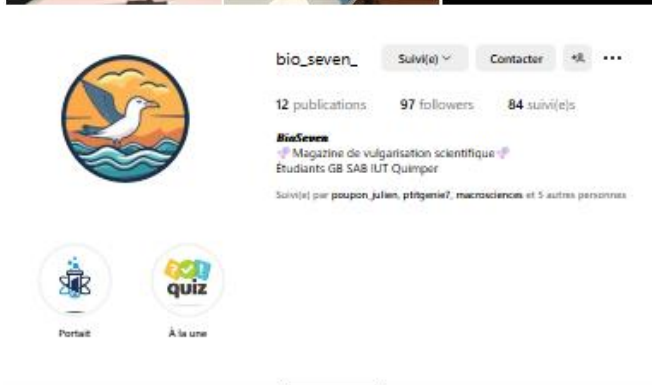 bio_seven_ Suivi(e) Contacter
12 publications 97 followers 84 suivi(e)s
BioSeven
Magazine de vulgarisation scientifique
Étudiants GB SAB IUT Quimper
Suivi(e) par poupon_julien, ptitgenie7, macrosciences et 5 autres personnes
quiz
Portait À la une